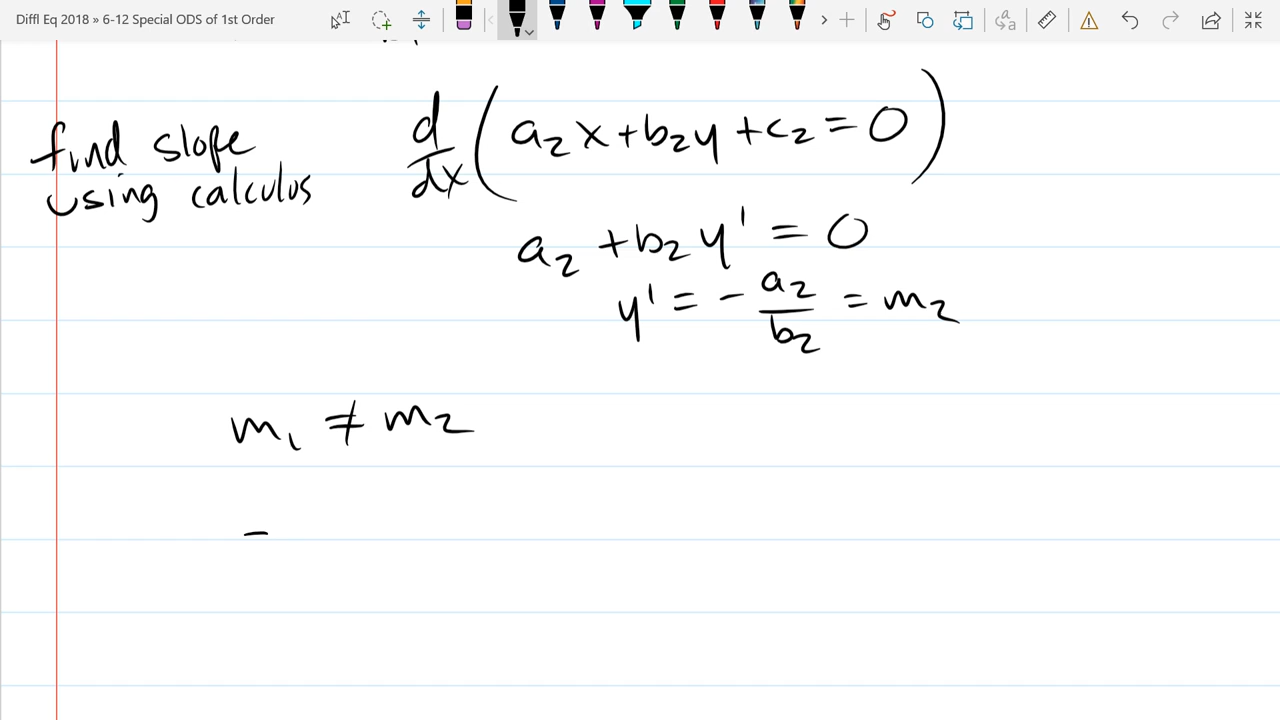 Diffl Eq 2018 » 6-12 Special ODS of 1st Order
find slope using calculus
d/dx (a₂x + b₂y + c₂ = 0)
a₂ + b₂y' = 0
y' = - a₂/b₂ = m₂
m₁ ≠ m₂
-